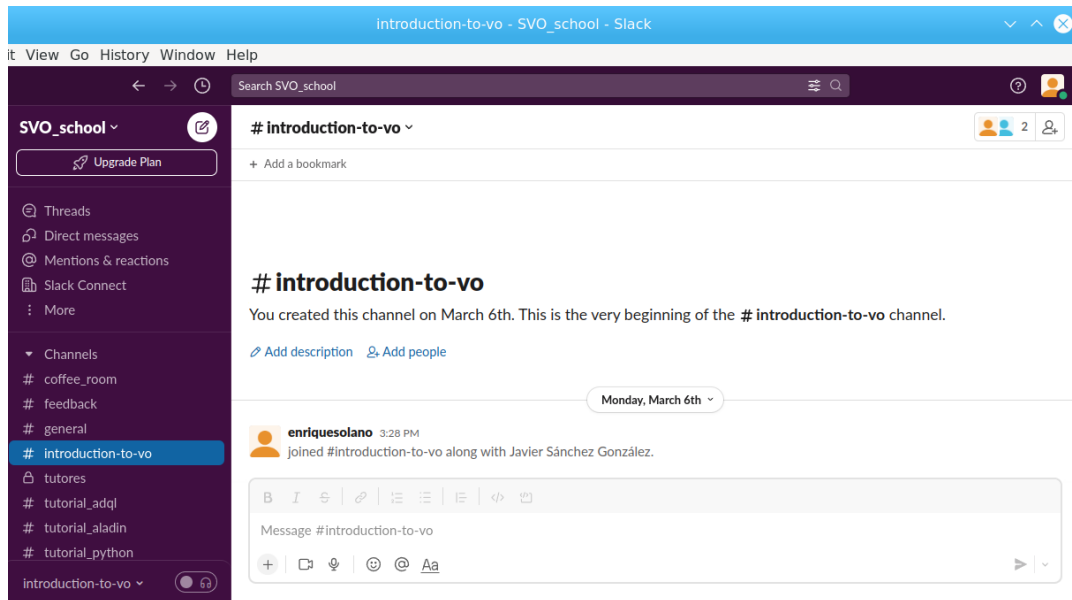 introduction-to-vo - SVO_school - Slack
it View Go History Window Help
Search SVO_school
SVO_school
Upgrade Plan
Threads
Direct messages
Mentions & reactions
Slack Connect
More
Channels
# coffee_room
# feedback
# general
# introduction-to-vo
tutores
# tutorial_adql
# tutorial_aladin
# tutorial_python
introduction-to-vo
# introduction-to-vo
2
+ Add a bookmark
# introduction-to-vo
You created this channel on March 6th. This is the very beginning of the # introduction-to-vo channel.
Add description Add people
Monday, March 6th
enriquesolano 3:28 PM
joined #introduction-to-vo along with Javier Sánchez González.
B I S
Message #introduction-to-vo
+ @ Aa